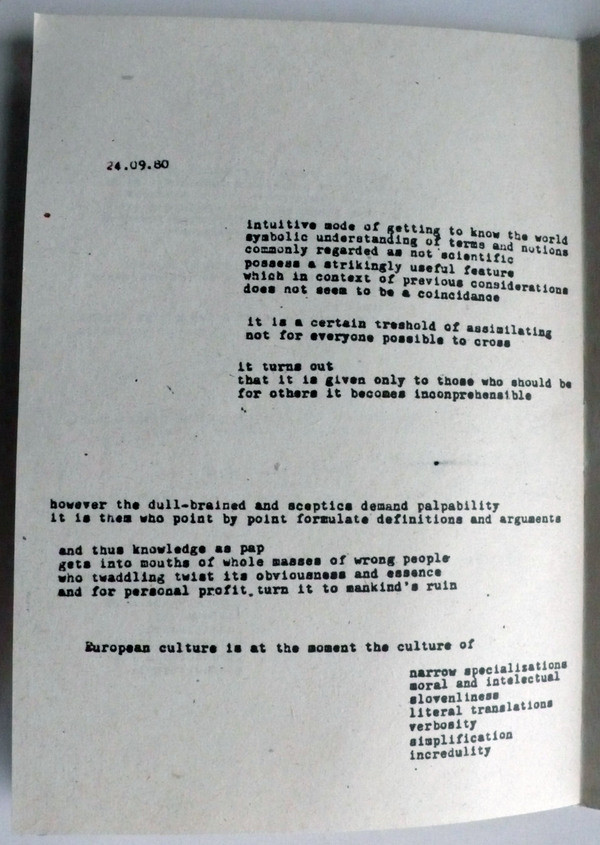 24.09.80
intuitive mode of getting to know the world
symbolic understanding of terms and notions
commonly regarded as not scientific
possess a strikingly useful feature
which in context of previous considerations
does not seem to be a coincidance
it is a certain treshold of assimilating
not for everyone possible to cross
it turns out
that it is given only to those who should be
for others it becomes inconprehensible
however the dull-brained and sceptics demand palpability
it is them who point by point formulate definitions and arguments
and thus knowledge as pap
gets into mouths of whole masses of wrong people
who twaddling twist its obviousness and essence
and for personal profit, turn it to mankind's ruin
European culture is at the moment the culture of
narrow specializations
moral and intelectual
slovenliness
literal translations
verbosity
simplification
incredulity